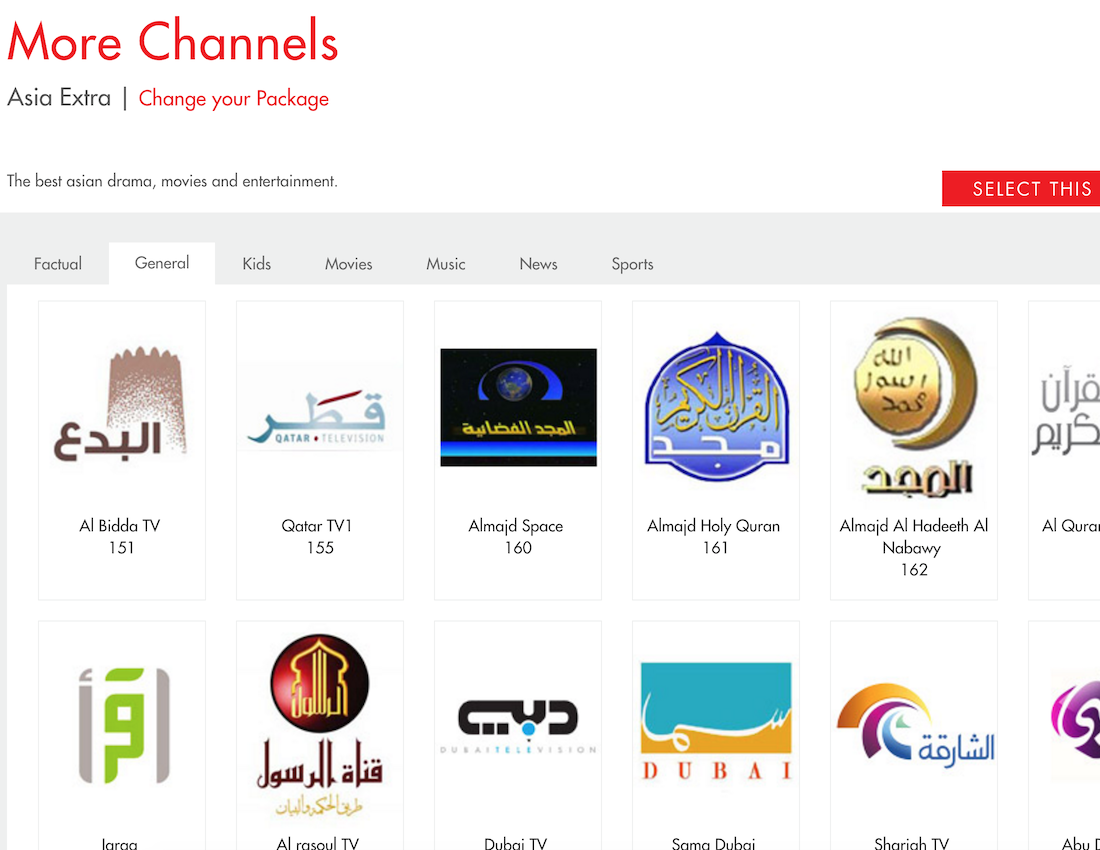 More Channels
Asia Extra | Change your Package
The best asian drama, movies and entertainment.
SELECT THIS
Factual
General
Kids
Movies
Music
News
Sports
البدع
قطر
QATAR • TELEVISION
المجد الفضائية
القرآن الكريم
مجد
الله
رسول
محمد
المجد
قرآن
كريم
Al Bidda TV
151
Qatar TV1
155
Almajd Space
160
Almajd Holy Quran
161
Almajd Al Hadeeth Al
Nabawy
162
Al Quran
اقرأ
الرسول
قناة الرسول
طريق الحكمة والبيان
دبي
DUBAI TELEVISION
سما
DUBAI
الشارقة
Iqraa
Al rasoul TV
Dubai TV
Sama Dubai
Sharjah TV
Abu D